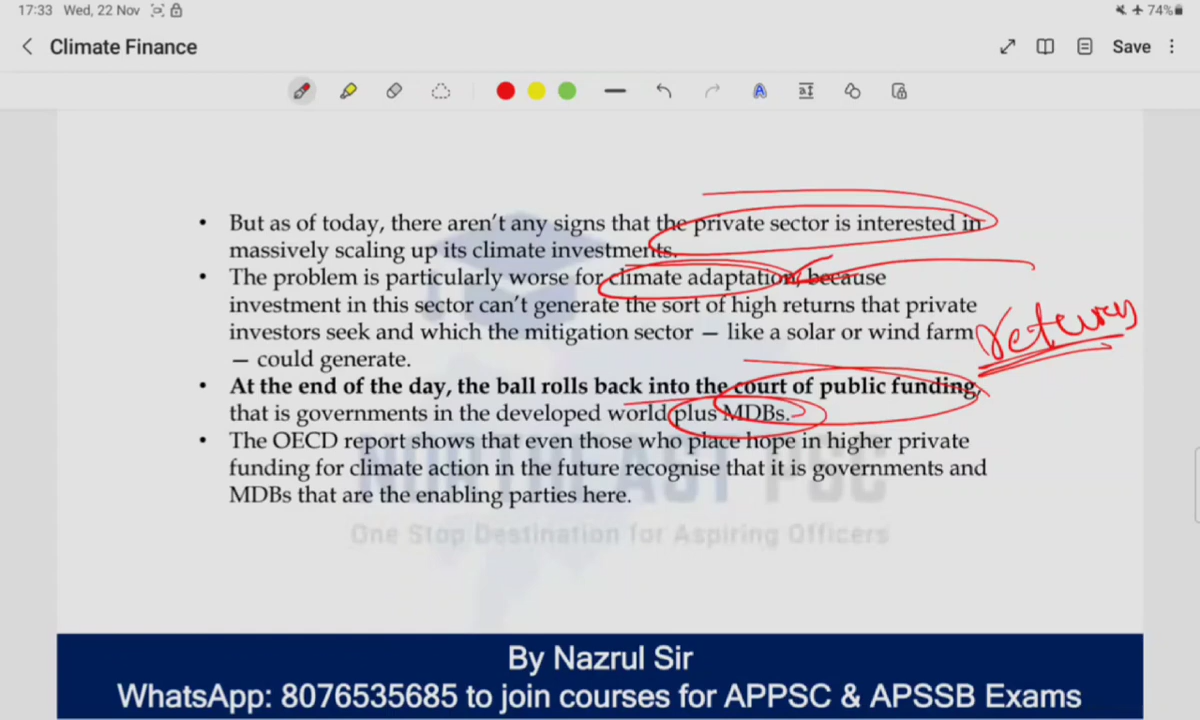 17:33 Wed, 22 Nov
74%
Climate Finance
Save
• But as of today, there aren't any signs that the private sector is interested in
massively scaling up its climate investments.
• The problem is particularly worse for climate adaptation, because
investment in this sector can't generate the sort of high returns that private
investors seek and which the mitigation sector – like a solar or wind farm
– could generate.
returns
• At the end of the day, the ball rolls back into the court of public funding,
that is governments in the developed world plus MDBs.
• The OECD report shows that even those who place hope in higher private
funding for climate action in the future recognise that it is governments and
MDBs that are the enabling parties here.
NORTHEAST PSC
One Stop Destination for Aspiring Officers
By Nazrul Sir
WhatsApp: 8076535685 to join courses for APPSC & APSSB Exams